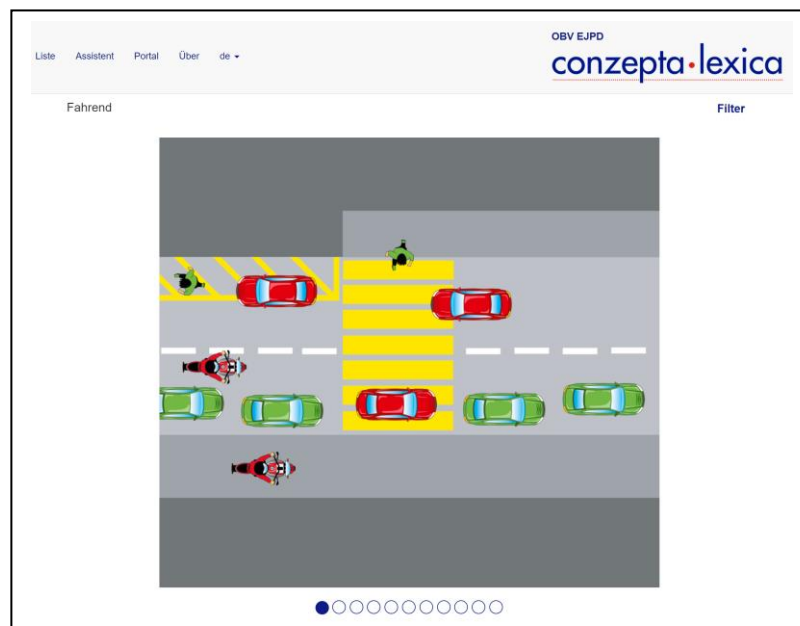 OBV EJPD
Liste Assistent Portal Über de
conzepta·lexica
Fahrend Filter